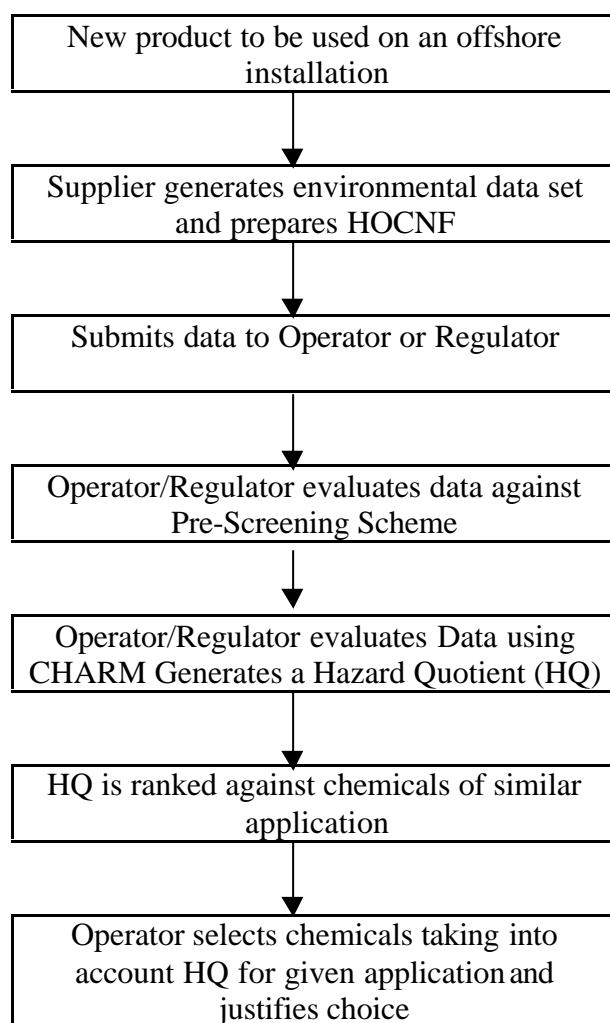 New product to be used on an offshore
installation
Supplier generates environmental data set
and prepares HOCNF
Submits data to Operator or Regulator
Operator/Regulator evaluates data against
Pre-Screening Scheme
Operator/Regulator evaluates Data using
CHARM Generates a Hazard Quotient (HQ)
HQ is ranked against chemicals of similar
application
Operator selects chemicals taking into
account HQ for given application and
justifies choice